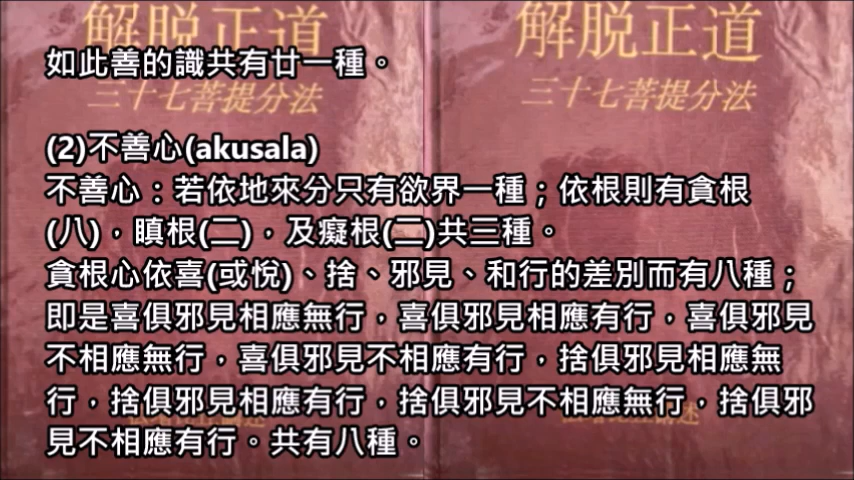 解脱正道
解脱正道
三十七菩提分法
三十七菩提分法
如此善的識共有廿一種。
(2)不善心(akusala)
不善心：若依地來分只有欲界一種；依根則有貪根
(八)，瞋根(二)，及癡根(二)共三種。
貪根心依喜(或悅)、捨、邪見、和行的差別而有八種；
即是喜俱邪見相應無行，喜俱邪見相應有行，喜俱邪見
不相應無行，喜俱邪見不相應有行，捨俱邪見相應無
行，捨俱邪見相應有行，捨俱邪見不相應無行，捨俱邪
見不相應有行。共有八種。